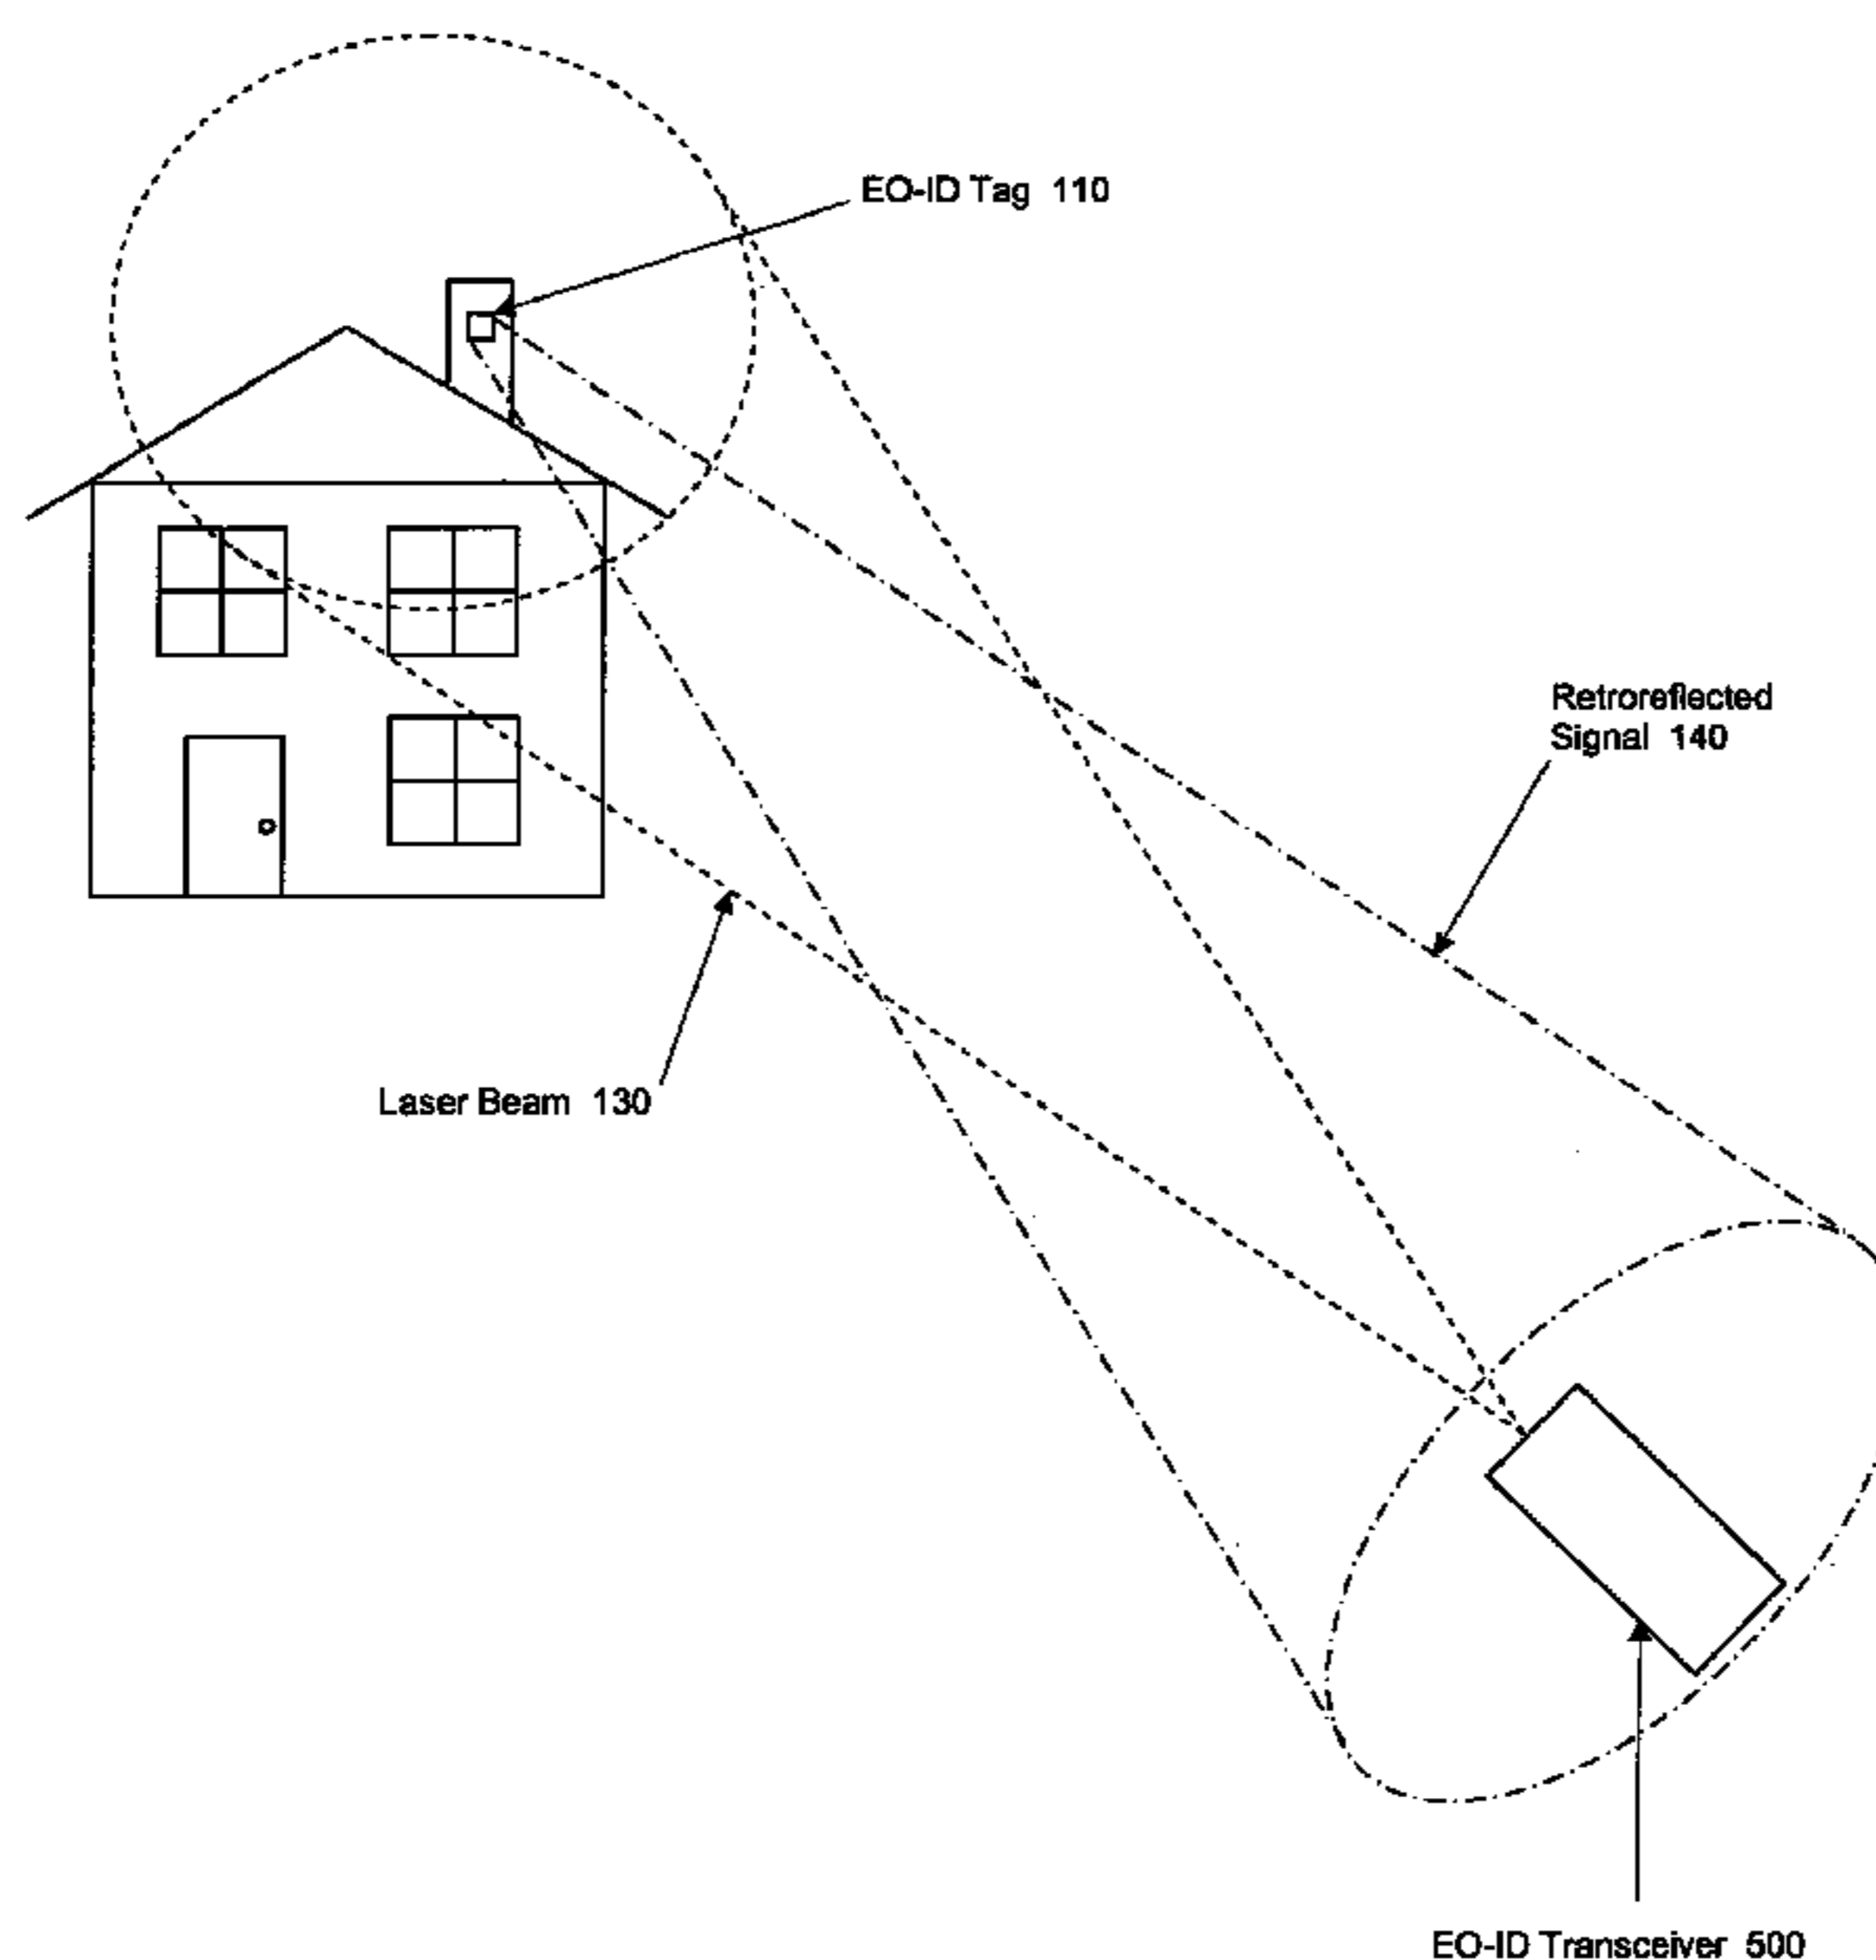 EO-ID Tag 110
Retroreflected
Signal 140
Laser Beam 130
EO-ID Transceiver 500